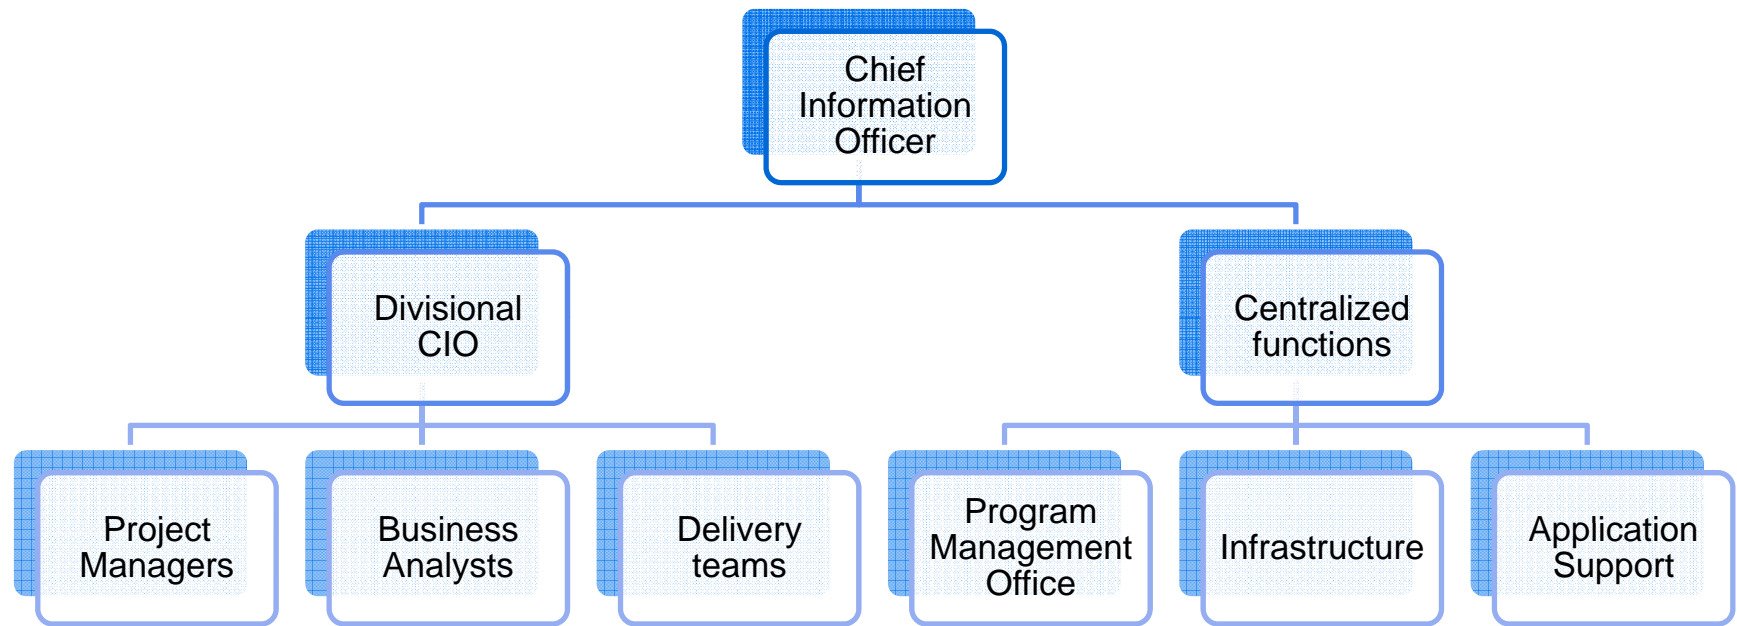 Chief
Information
Officer
Divisional
CIO
Centralized
functions
Project
Managers
Business
Analysts
Delivery
teams
Program
Management
Office
Infrastructure
Application
Support